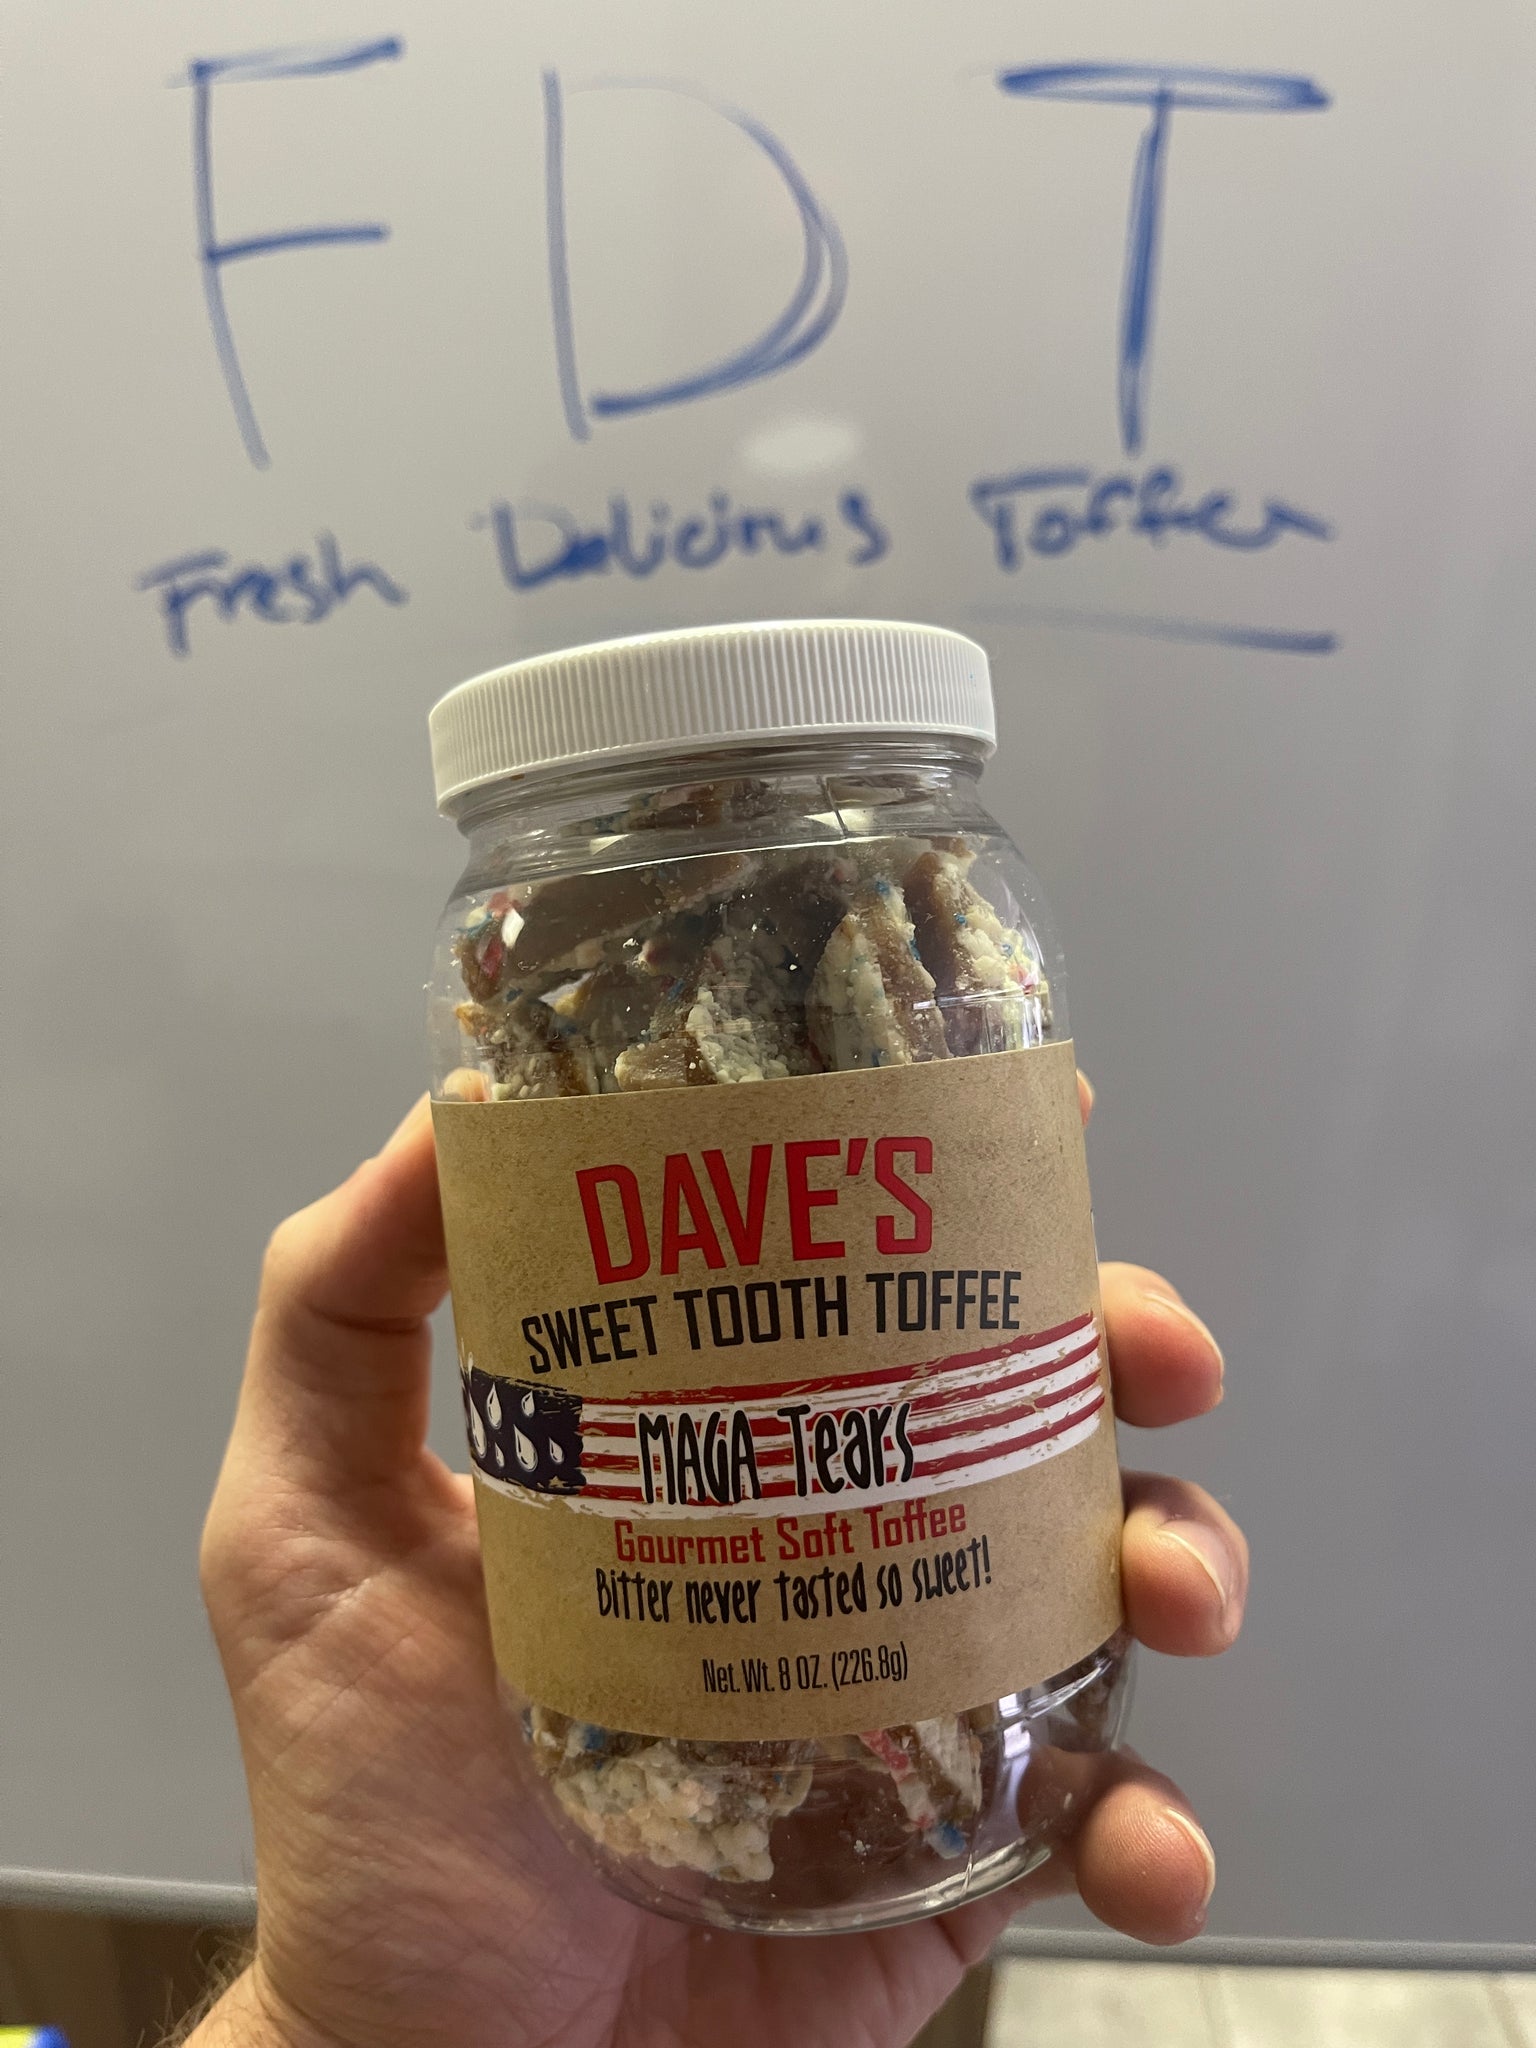 F D T
Fresh Delicious Toffee
DAVE'S
SWEET TOOTH TOFFEE
MAGA Tears
Gourmet Soft Toffee
Bitter never tasted so sweet!
Net. Wt. 8 OZ. (226.8g)